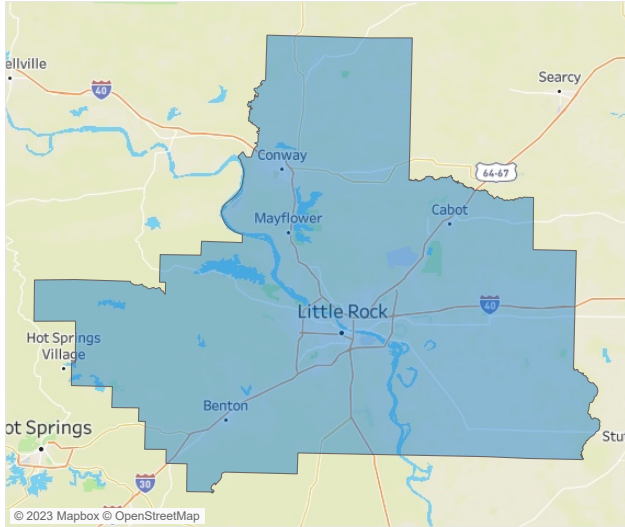 ellville
40
Searcy
Conway
64-67
Mayflower
Cabot
Little Rock
40
Hot Springs
Village
Benton
ot Springs
Stu
30
© 2023 Mapbox © OpenStreetMap